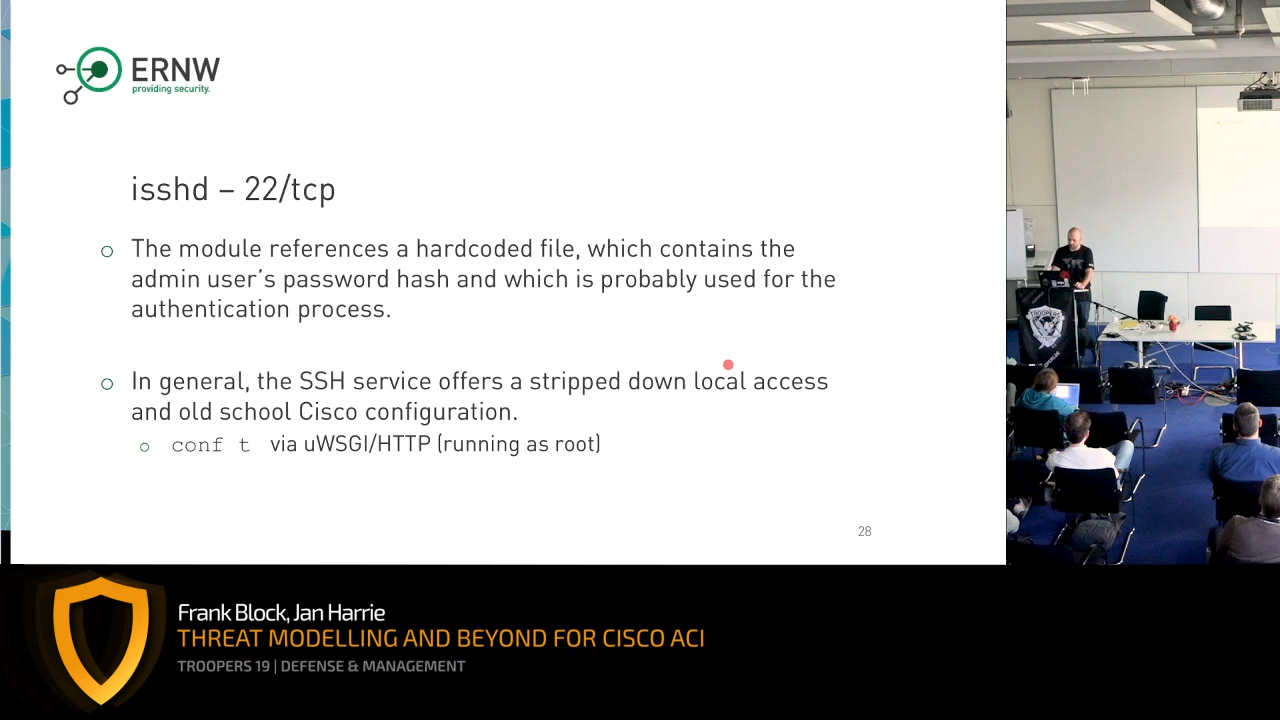 ERNW
providing security.
isshd – 22/tcp
The module references a hardcoded file, which contains the
admin user's password hash and which is probably used for the
authentication process.
In general, the SSH service offers a stripped down local access
and old school Cisco configuration.
conf t via uWSGI/HTTP (running as root)
28
TROOPERS
Frank Block, Jan Harrie
THREAT MODELLING AND BEYOND FOR CISCO ACI
TROOPERS 19 | DEFENSE & MANAGEMENT